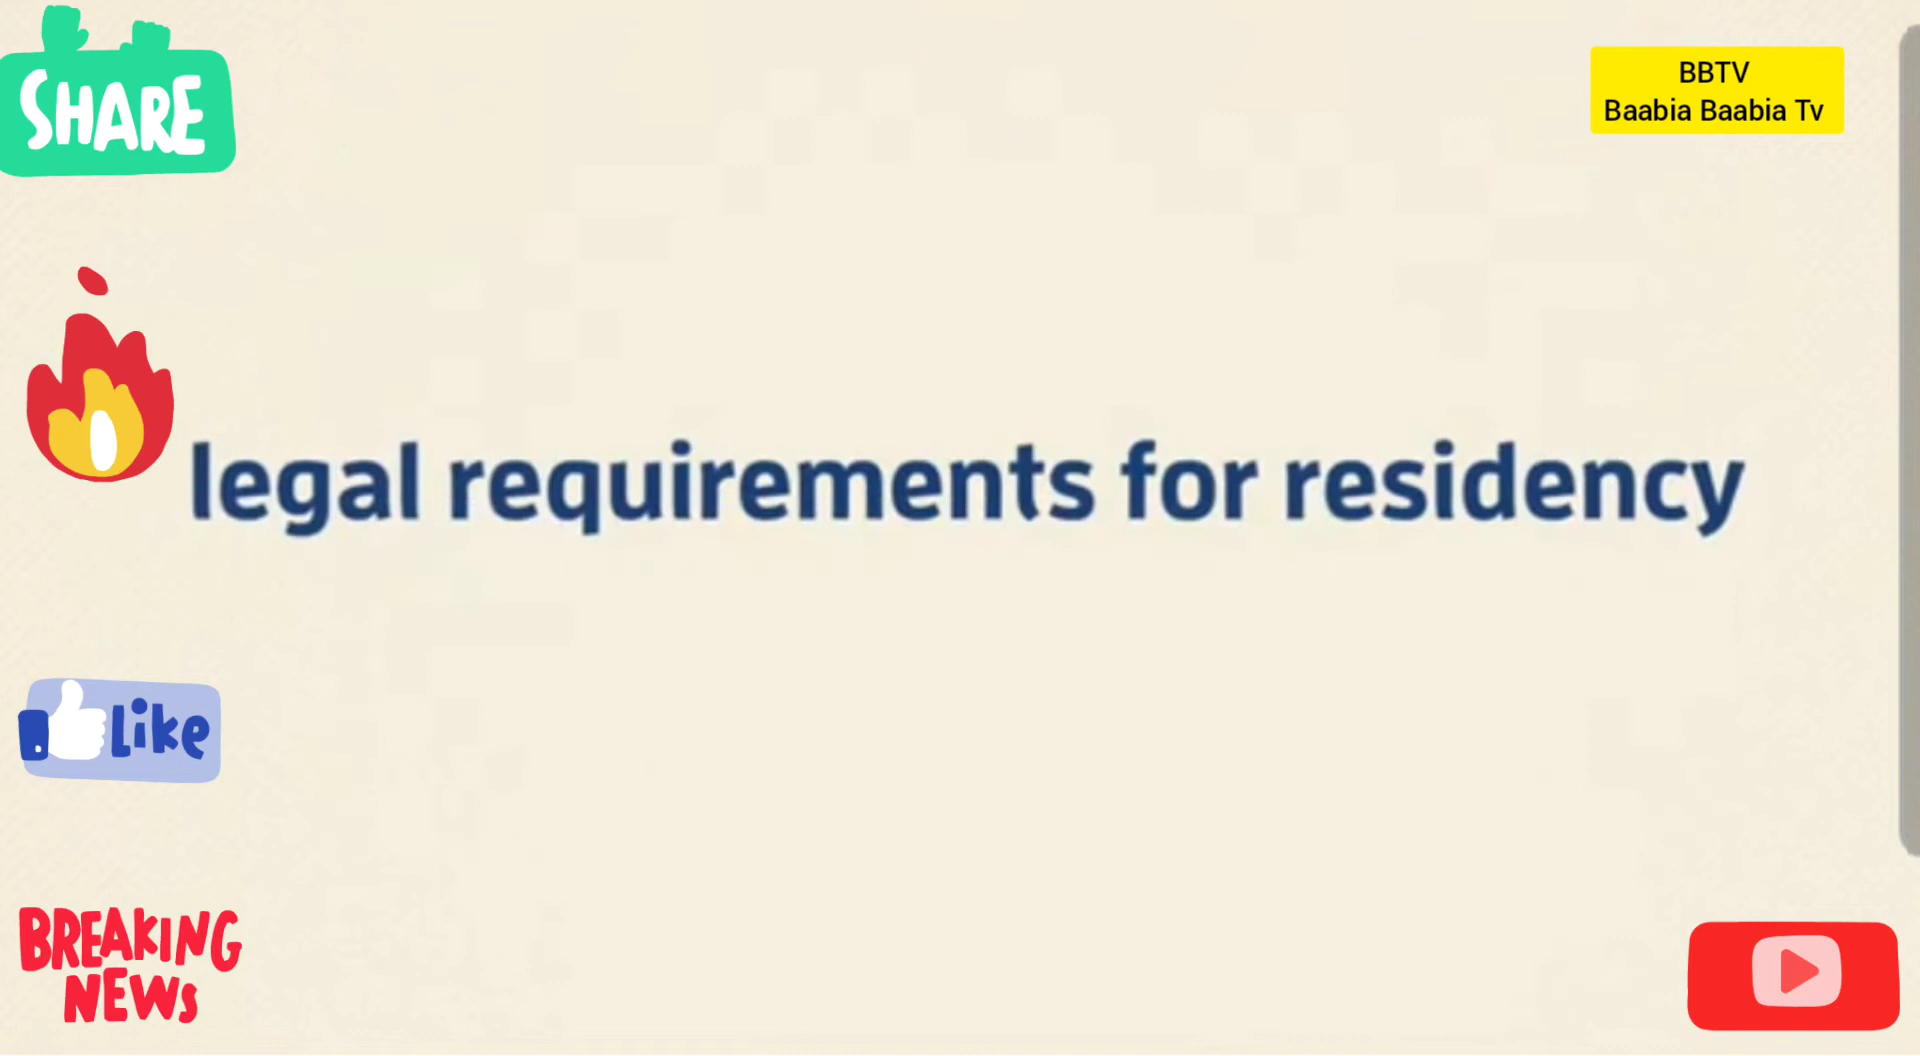 SHARE
BBTV
Baabia Baabia Tv
legal requirements for residency
Like
BREAKING
NEWS